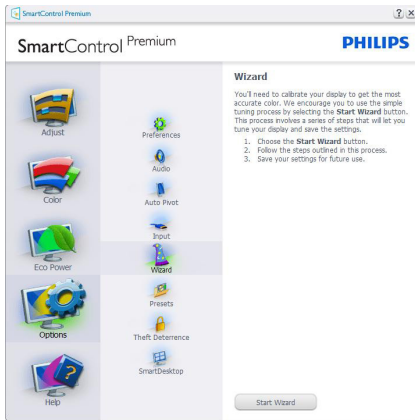 SmartControl Premium
SmartControl Premium
PHILIPS
Adjust
Color
Eco Power
Options
Help
Preferences
Audio
Auto Pivot
Input
Wizard
Presets
Theft Deterrence
SmartDesktop
Wizard
You'll need to calibrate your display to get the most
accurate color. We encourage you to use the simple
tuning process by selecting the Start Wizard button.
This process involves a series of steps that will let you
tune your display and save the settings.
1. Choose the Start Wizard button.
2. Follow the steps outlined in this process.
3. Save your settings for future use.
Start Wizard